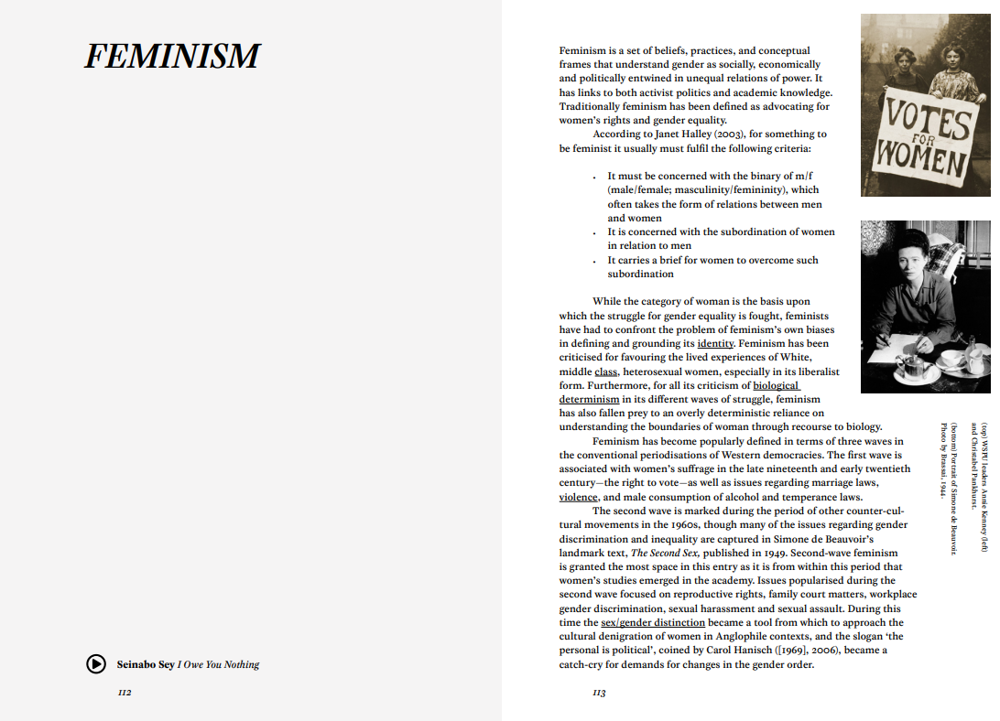 FEMINISM
Seinabo Sey I Owe You Nothing
112
Feminism is a set of beliefs, practices, and conceptual
frames that understand gender as socially, economically
and politically entwined in unequal relations of power. It
has links to both activist politics and academic knowledge.
Traditionally feminism has been defined as advocating for
women's rights and gender equality.
According to Janet Halley (2003), for something to
be feminist it usually must fulfil the following criteria:
• It must be concerned with the binary of m/f
(male/female; masculinity/femininity), which
often takes the form of relations between men
and women
• It is concerned with the subordination of women
in relation to men
• It carries a brief for women to overcome such
subordination
While the category of woman is the basis upon
which the struggle for gender equality is fought, feminists
have had to confront the problem of feminism's own biases
in defining and grounding its identity. Feminism has been
criticised for favouring the lived experiences of White,
middle class, heterosexual women, especially in its liberalist
form. Furthermore, for all its criticism of biological
determinism in its different waves of struggle, feminism
has also fallen prey to an overly deterministic reliance on
understanding the boundaries of woman through recourse to biology.
Feminism has become popularly defined in terms of three waves in
the conventional periodisations of Western democracies. The first wave is
associated with women's suffrage in the late nineteenth and early twentieth
century—the right to vote—as well as issues regarding marriage laws,
violence, and male consumption of alcohol and temperance laws.
The second wave is marked during the period of other counter-cul-
tural movements in the 1960s, though many of the issues regarding gender
discrimination and inequality are captured in Simone de Beauvoir's
landmark text, The Second Sex, published in 1949. Second-wave feminism
is granted the most space in this entry as it is from within this period that
women's studies emerged in the academy. Issues popularised during the
second wave focused on reproductive rights, family court matters, workplace
gender discrimination, sexual harassment and sexual assault. During this
time the sex/gender distinction became a tool from which to approach the
cultural denigration of women in Anglophile contexts, and the slogan 'the
personal is political', coined by Carol Hanisch ([1969], 2006), became a
catch-cry for demands for changes in the gender order.
113
VOTES
FOR
WOMEN
(top) WSPU leaders Annie Kenney (left)
and Christabel Pankhurst.
(bottom) Portrait of Simone de Beauvoir.
Photo by Brassai, 1944.